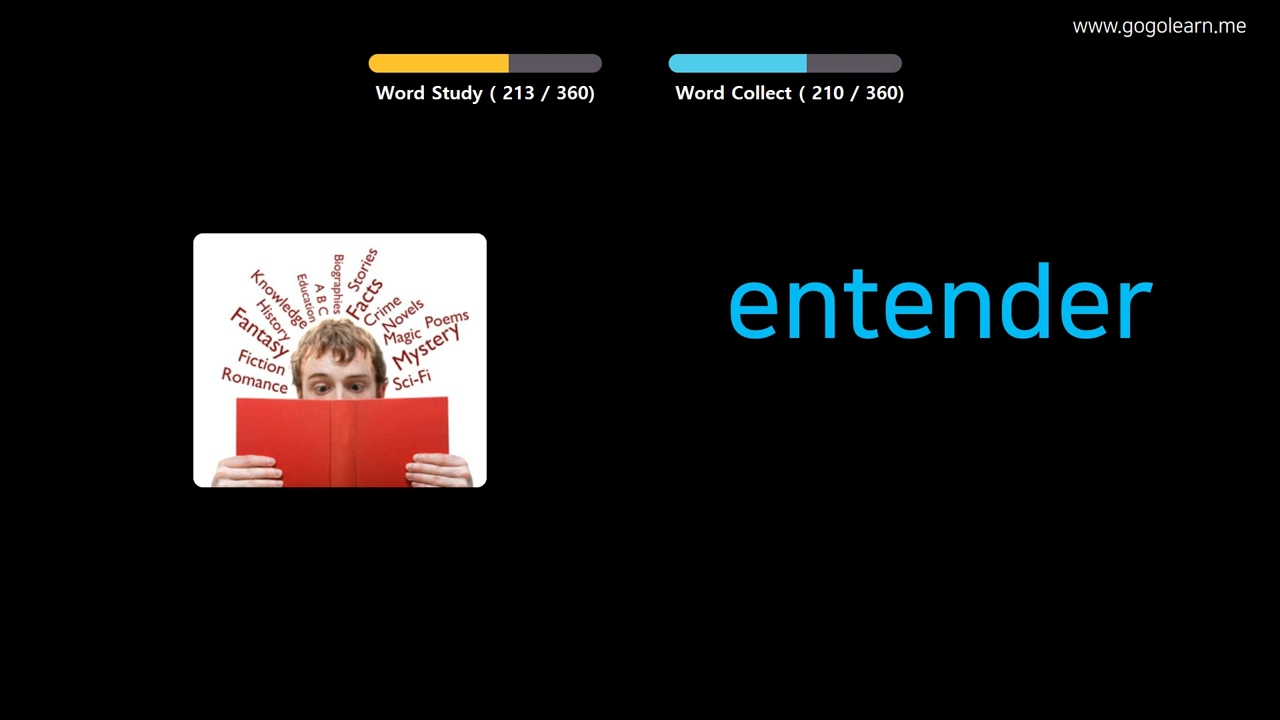 www.gogolearn.me
Word Study ( 213 / 360)
Word Collect ( 210 / 360)
entender
Knowledge
History
Fantasy
Fiction
Romance
Education
A B C
Biographies
Stories
Facts
Crime
Novels
Magic
Poems
Mystery
Sci-Fi